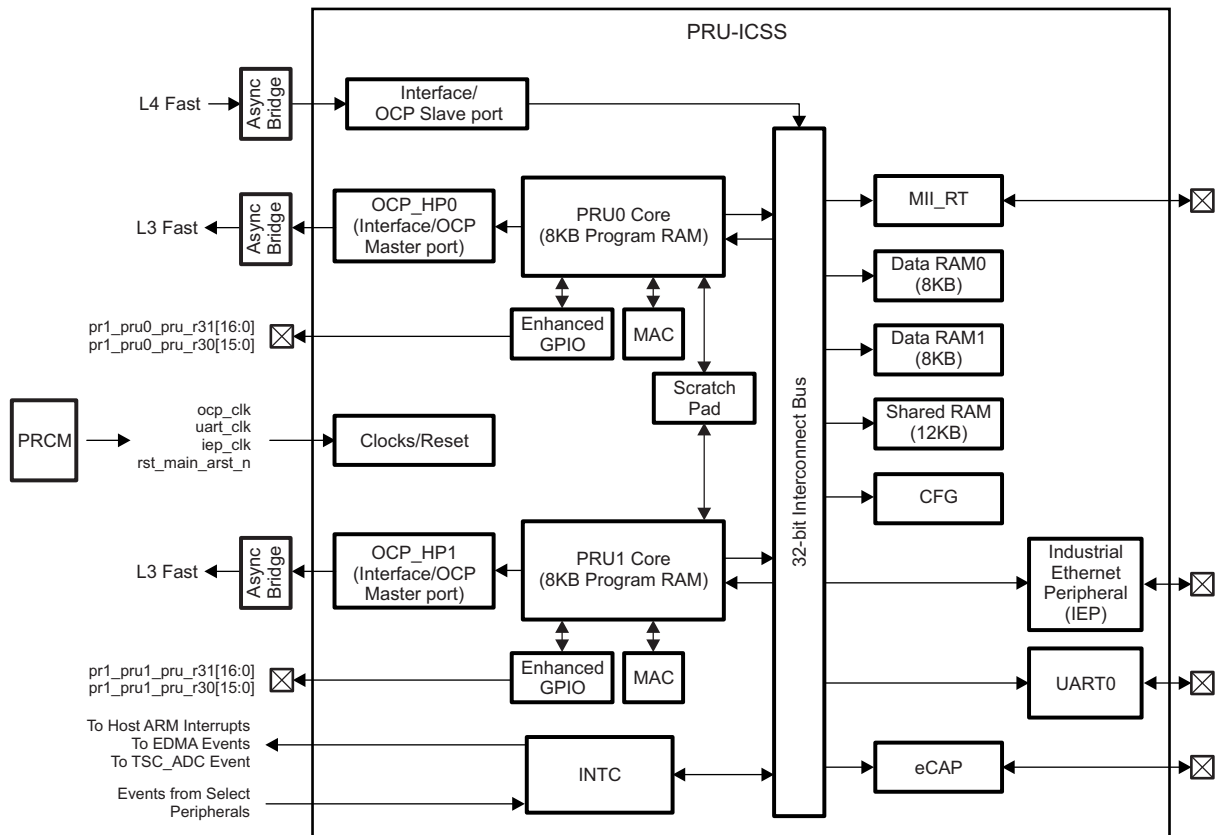 PRU-ICSS
L4 Fast
Async
Bridge
Interface/
OCP Slave port
L3 Fast
Async
Bridge
OCP_HP0
(Interface/OCP
Master port)
PRU0 Core
(8KB Program RAM)
MII_RT
Data RAM0
(8KB)
pr1_pru0_pru_r31[16:0]
pr1_pru0_pru_r30[15:0]
Enhanced
GPIO
MAC
Data RAM1
(8KB)
Scratch
Pad
Shared RAM
(12KB)
PRCM
ocp_clk
uart_clk
iep_clk
rst_main_arst_n
Clocks/Reset
32-bit Interconnect Bus
CFG
L3 Fast
Async
Bridge
OCP_HP1
(Interface/OCP
Master port)
PRU1 Core
(8KB Program RAM)
Industrial
Ethernet
Peripheral
(IEP)
pr1_pru1_pru_r31[16:0]
pr1_pru1_pru_r30[15:0]
Enhanced
GPIO
MAC
UART0
To Host ARM Interrupts
To EDMA Events
To TSC_ADC Event
Events from Select
Peripherals
INTC
eCAP